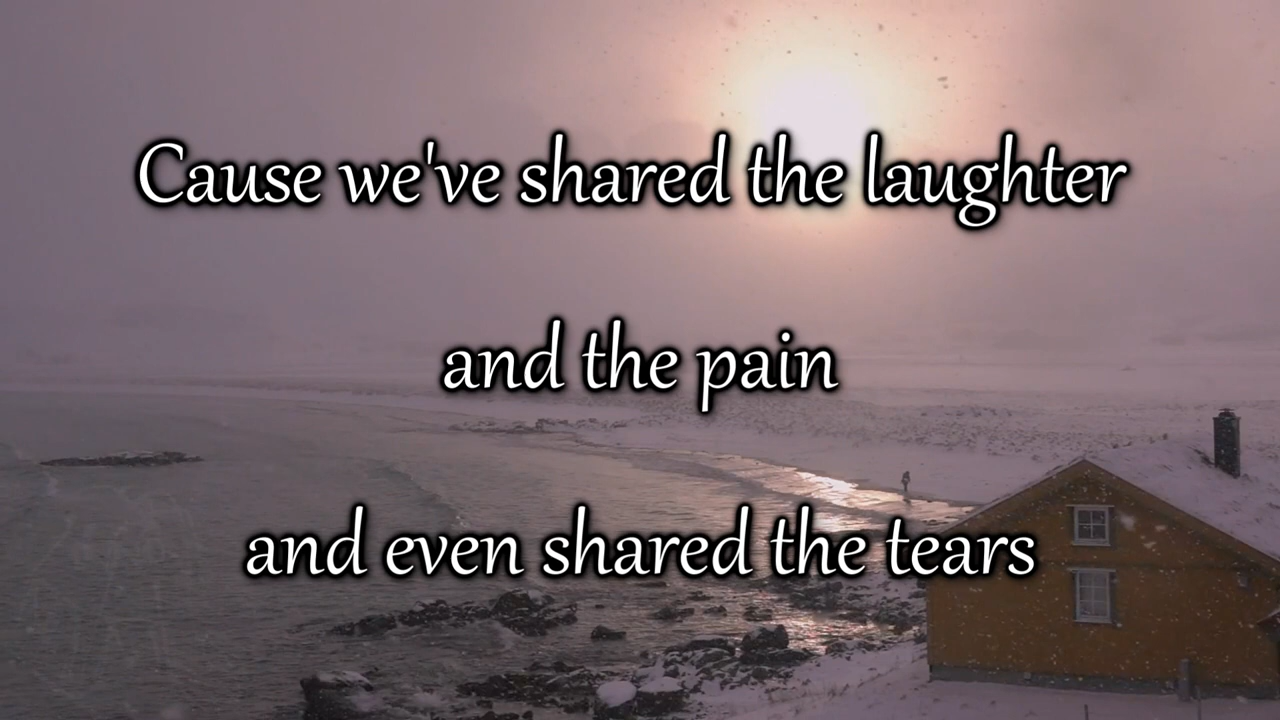 Cause we've shared the laughter
and the pain
and even shared the tears